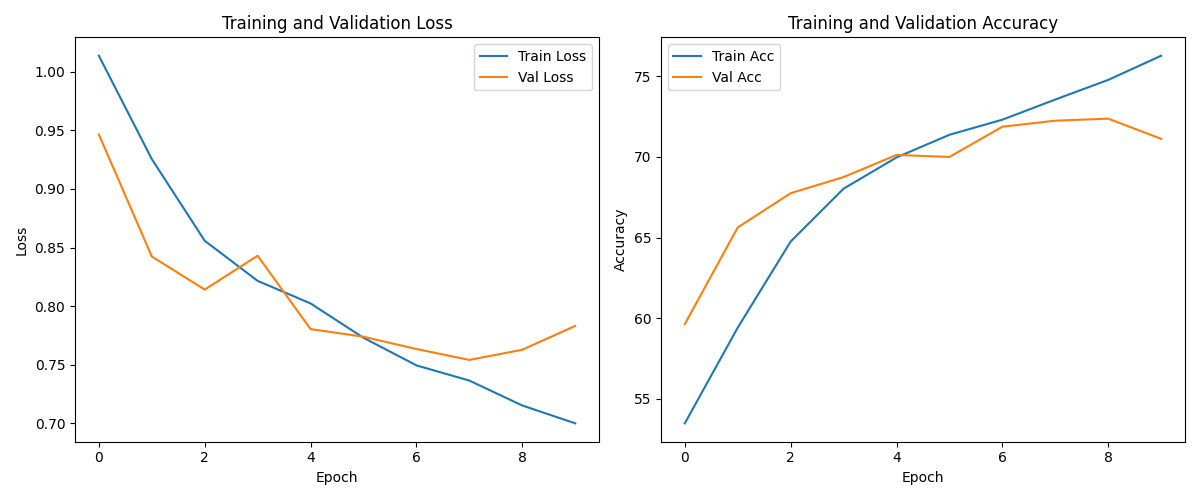 Training and Validation Loss
Train Loss
Val Loss
1.00
0.95
0.90
0.85
0.80
0.75
0.70
Loss
0 2 4 6 8
Epoch
Training and Validation Accuracy
Train Acc
Val Acc
75
70
65
60
55
Accuracy
0 2 4 6 8
Epoch